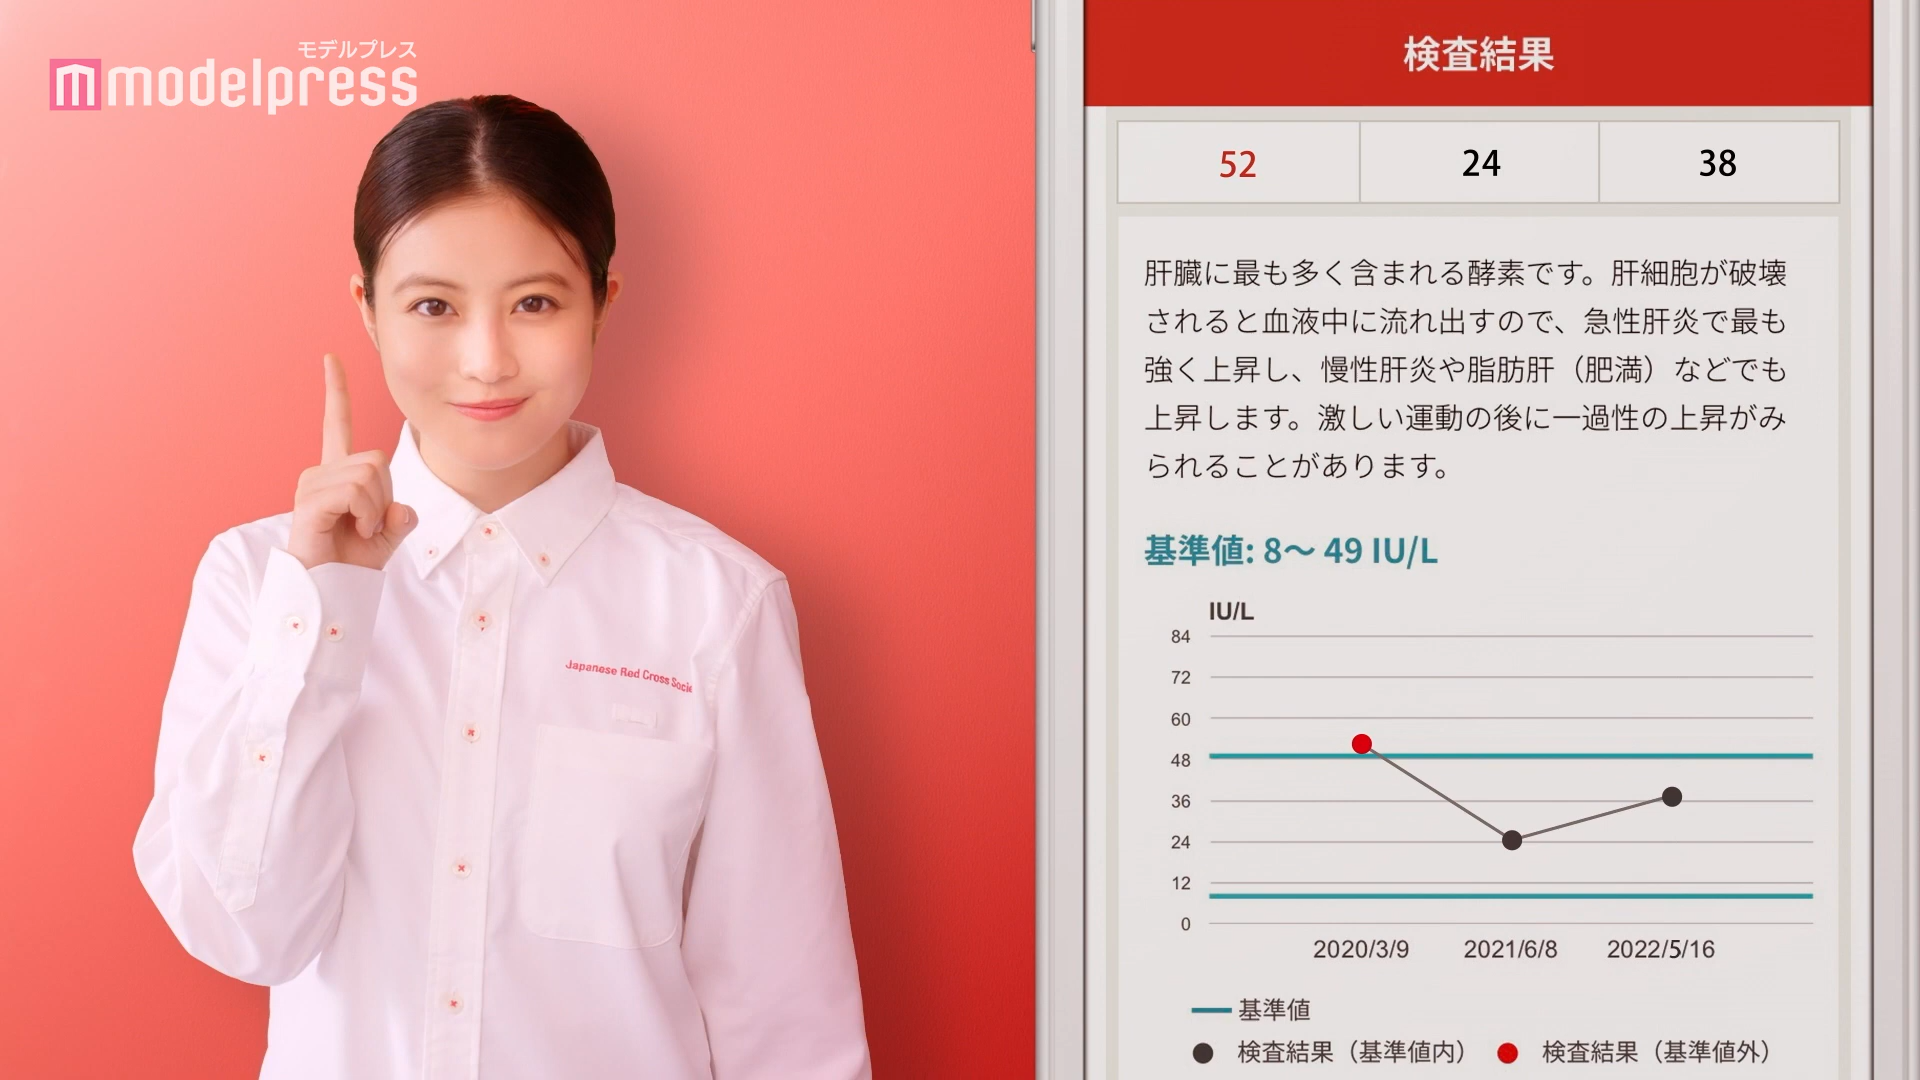 モデルプレス
modelpress
Japanese Red Cross Socie
検査結果
52 24 38
肝臓に最も多く含まれる酵素です。肝細胞が破壊
されると血液中に流れ出すので、急性肝炎で最も
強く上昇し、慢性肝炎や脂肪肝（肥満）などでも
上昇します。激しい運動の後に一過性の上昇がみ
られることがあります。
基準値: 8〜 49 IU/L
IU/L
84
72
60
48
36
24
12
0
2020/3/9 2021/6/8 2022/5/16
基準値
検査結果（基準値内） 検査結果（基準値外）